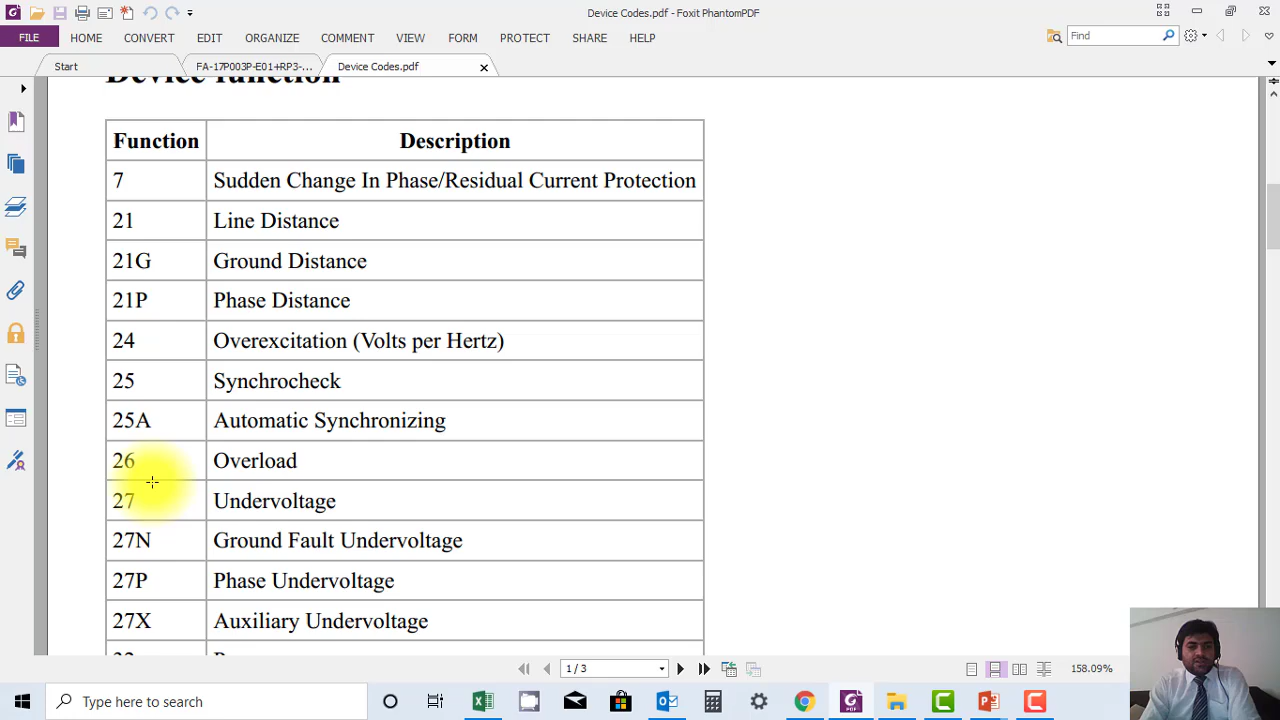 Device Codes.pdf - Foxit PhantomPDF
FILE HOME CONVERT EDIT ORGANIZE COMMENT VIEW FORM PROTECT SHARE HELP Find
Start FA-17P003P-E01+RP3-... Device Codes.pdf
Device function
Function Description
7 Sudden Change In Phase/Residual Current Protection
21 Line Distance
21G Ground Distance
21P Phase Distance
24 Overexcitation (Volts per Hertz)
25 Synchrocheck
25A Automatic Synchronizing
26 Overload
27 Undervoltage
27N Ground Fault Undervoltage
27P Phase Undervoltage
27X Auxiliary Undervoltage
1 / 3 158.09%
Type here to search